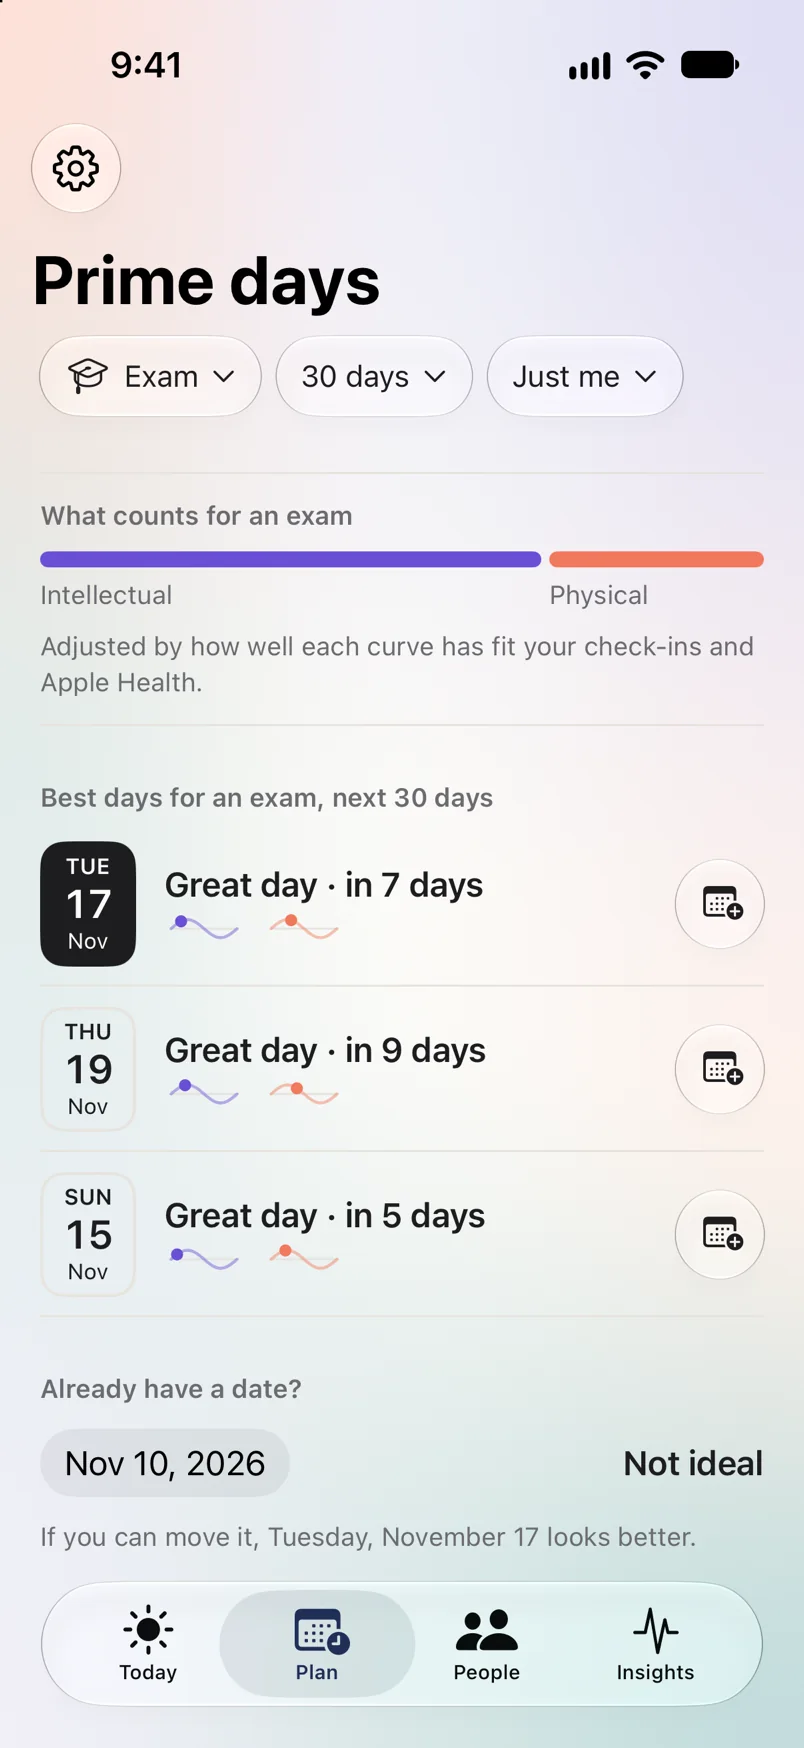 9:41
Prime days
Exam
30 days
Just me
What counts for an exam
Intellectual
Physical
Adjusted by how well each curve has fit your check-ins and
Apple Health.
Best days for an exam, next 30 days
TUE
17
Nov
Great day · in 7 days
THU
19
Nov
Great day · in 9 days
SUN
15
Nov
Great day · in 5 days
Already have a date?
Nov 10, 2026
Not ideal
If you can move it, Tuesday, November 17 looks better.
Today
Plan
People
Insights